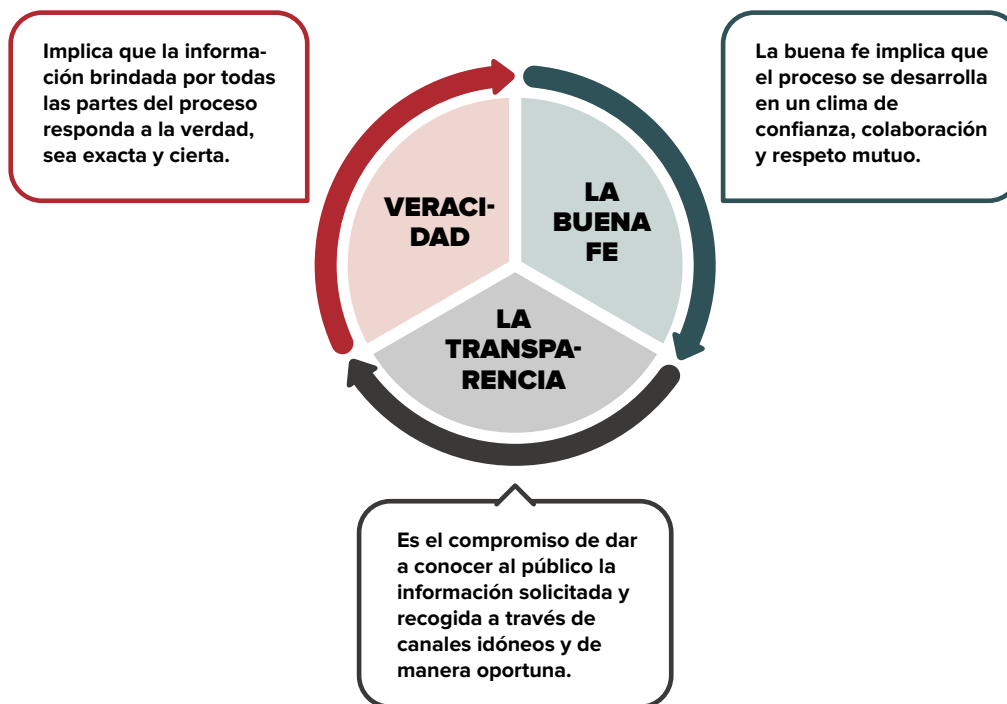 Implica que la informa-
ción brindada por todas
las partes del proceso
responda a la verdad,
sea exacta y cierta.
La buena fe implica que
el proceso se desarrolla
en un clima de
confianza, colaboración
y respeto mutuo.
VERACI-
DAD
LA
BUENA
FE
LA
TRANSPA-
RENCIA
Es el compromiso de dar
a conocer al público la
información solicitada y
recogida a través de
canales idóneos y de
manera oportuna.